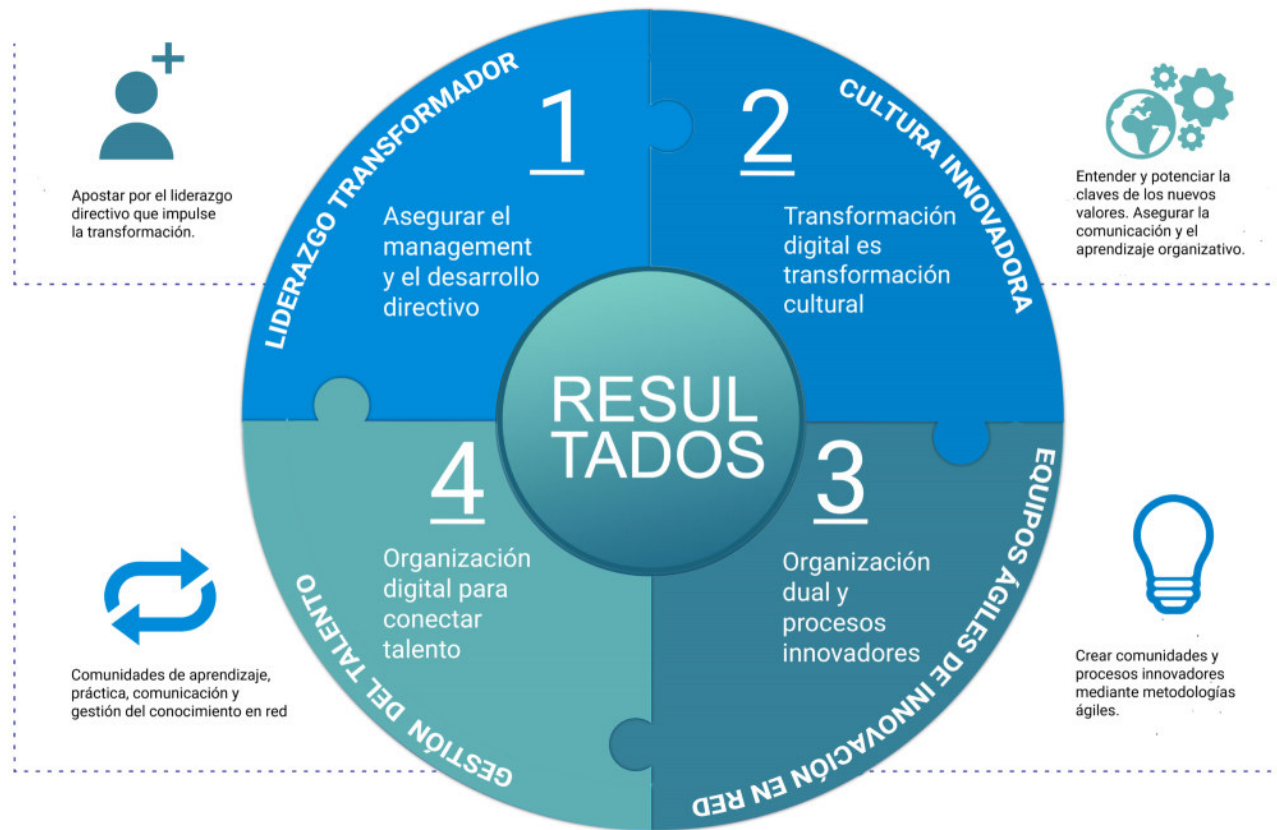 LIDERAZGO TRANSFORMADOR
1
Asegurar el
management
y el desarrollo
directivo
Apostar por el liderazgo
directivo que impulse
la transformación.
CULTURA INNOVADORA
2
Transformación
digital es
transformación
cultural
Entender y potenciar la
claves de los nuevos
valores. Asegurar la
comunicación y el
aprendizaje organizativo.
RESUL
TADOS
EQUIPOS ÁGILES DE INNOVACIÓN EN RED
3
Organización
dual y
procesos
innovadores
Crear comunidades y
procesos innovadores
mediante metodologías
ágiles.
GESTIÓN DEL TALENTO
4
Organización
digital para
conectar
talento
Comunidades de aprendizaje,
práctica, comunicación y
gestión del conocimiento en red